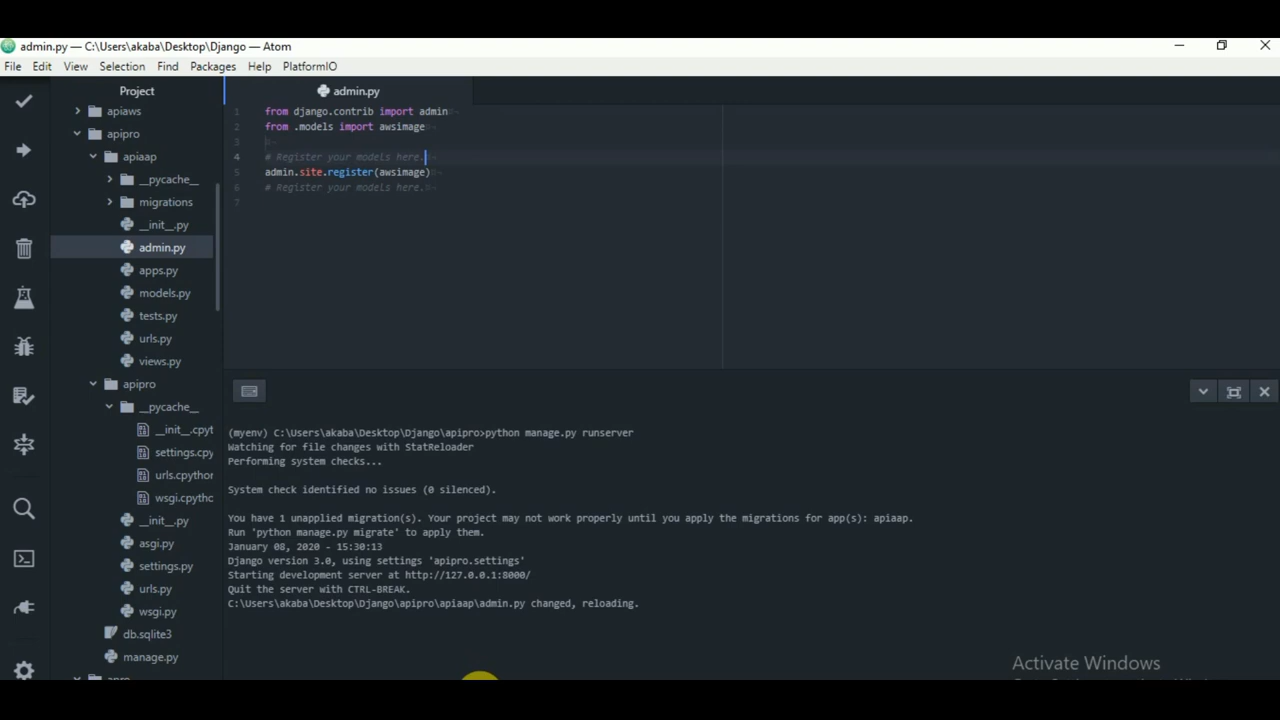 admin.py — C:\Users\akaba\Desktop\Django — Atom
File Edit View Selection Find Packages Help PlatformIO
Project
apiaws
apipro
apiaap
__pycache__
migrations
__init__.py
admin.py
apps.py
models.py
tests.py
urls.py
views.py
apipro
__pycache__
__init__.cpyt
settings.cpy
urls.cpython
wsgi.cpythc
__init__.py
asgi.py
settings.py
urls.py
wsgi.py
db.sqlite3
manage.py
admin.py
1 from django.contrib import admin
2 from .models import awsimage
3
4 # Register your models here.
5 admin.site.register(awsimage)
6 # Register your models here.
7
(myenv) C:\Users\akaba\Desktop\Django\apipro>python manage.py runserver
Watching for file changes with StatReloader
Performing system checks...
System check identified no issues (0 silenced).
You have 1 unapplied migration(s). Your project may not work properly until you apply the migrations for app(s): apiaap.
Run 'python manage.py migrate' to apply them.
January 08, 2020 - 15:30:13
Django version 3.0, using settings 'apipro.settings'
Starting development server at http://127.0.0.1:8000/
Quit the server with CTRL-BREAK.
C:\Users\akaba\Desktop\Django\apipro\apiaap\admin.py changed, reloading.
Activate Windows